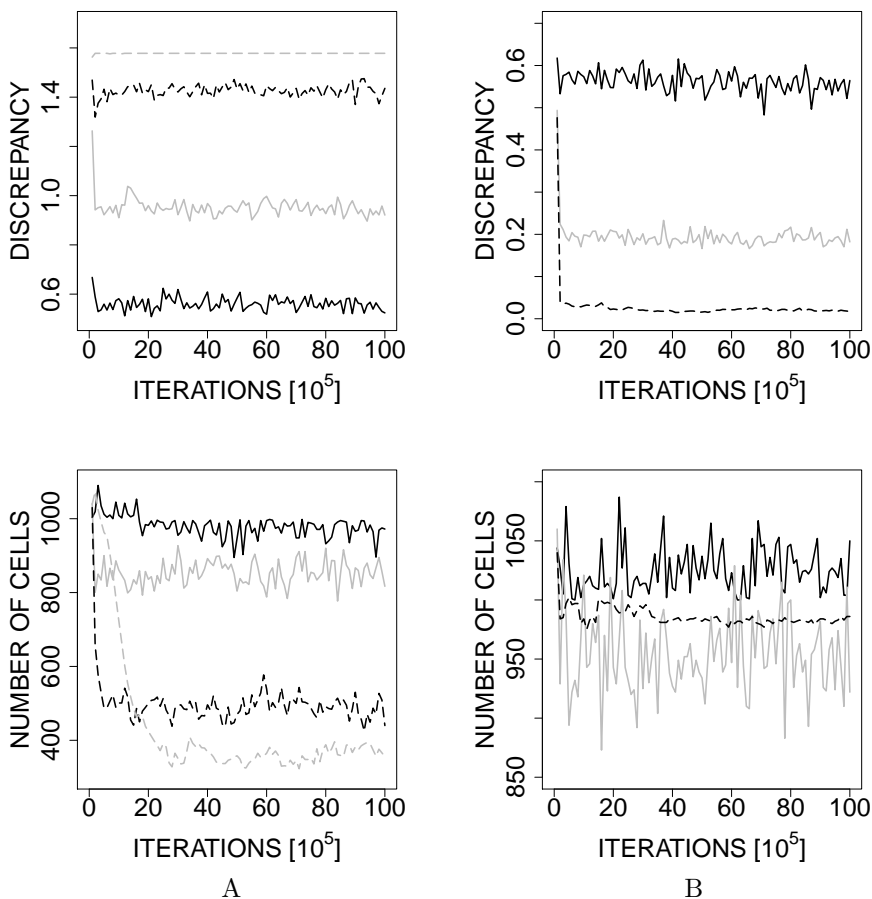 DISCREPANCY
0.6
1.0
1.4
0 20 40 60 80 100
ITERATIONS [10^5]
DISCREPANCY
0.0
0.2
0.4
0.6
0 20 40 60 80 100
ITERATIONS [10^5]
NUMBER OF CELLS
400
600
800
1000
0 20 40 60 80 100
ITERATIONS [10^5]
A
NUMBER OF CELLS
850
950
1050
0 20 40 60 80 100
ITERATIONS [10^5]
B